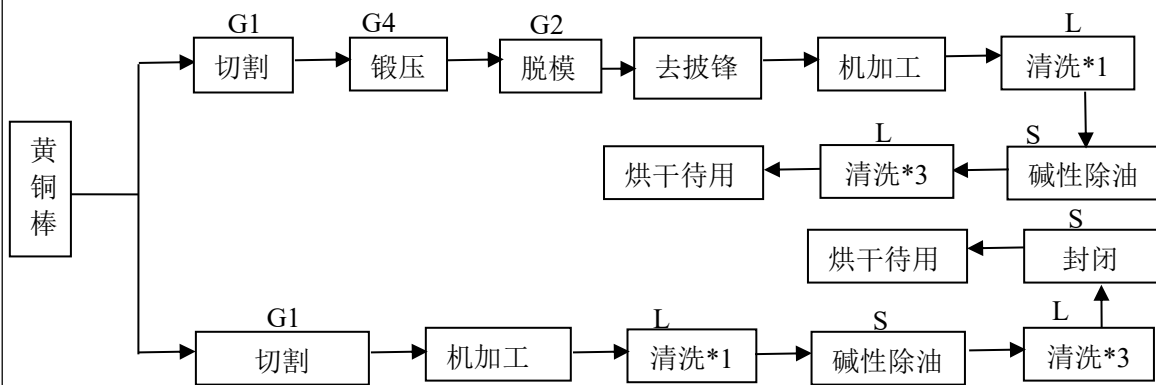 G1 G4 G2 L
切割 锻压 脱模 去披锋 机加工 清洗*1
黄铜棒
L S
烘干待用 清洗*3 碱性除油
S
烘干待用 封闭
G1 L S L
切割 机加工 清洗*1 碱性除油 清洗*3